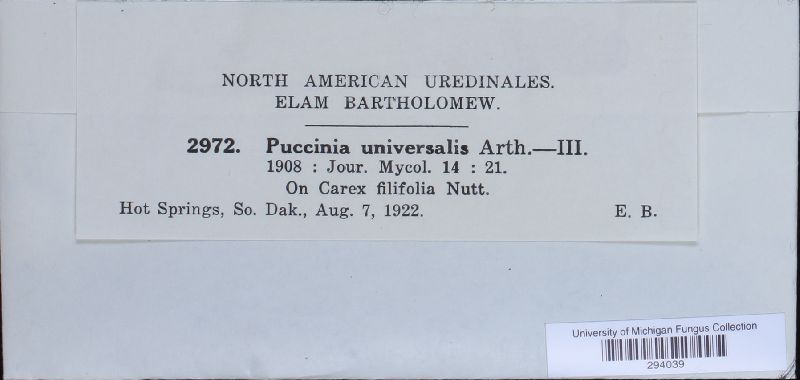 NORTH AMERICAN UREDINALES.
ELAM BARTHOLOMEW.
2972. Puccinia universalis Arth.—III.
1908 : Jour. Mycol. 14 : 21.
On Carex filifolia Nutt.
Hot Springs, So. Dak., Aug. 7, 1922. E. B.
University of Michigan Fungus Collection
294039